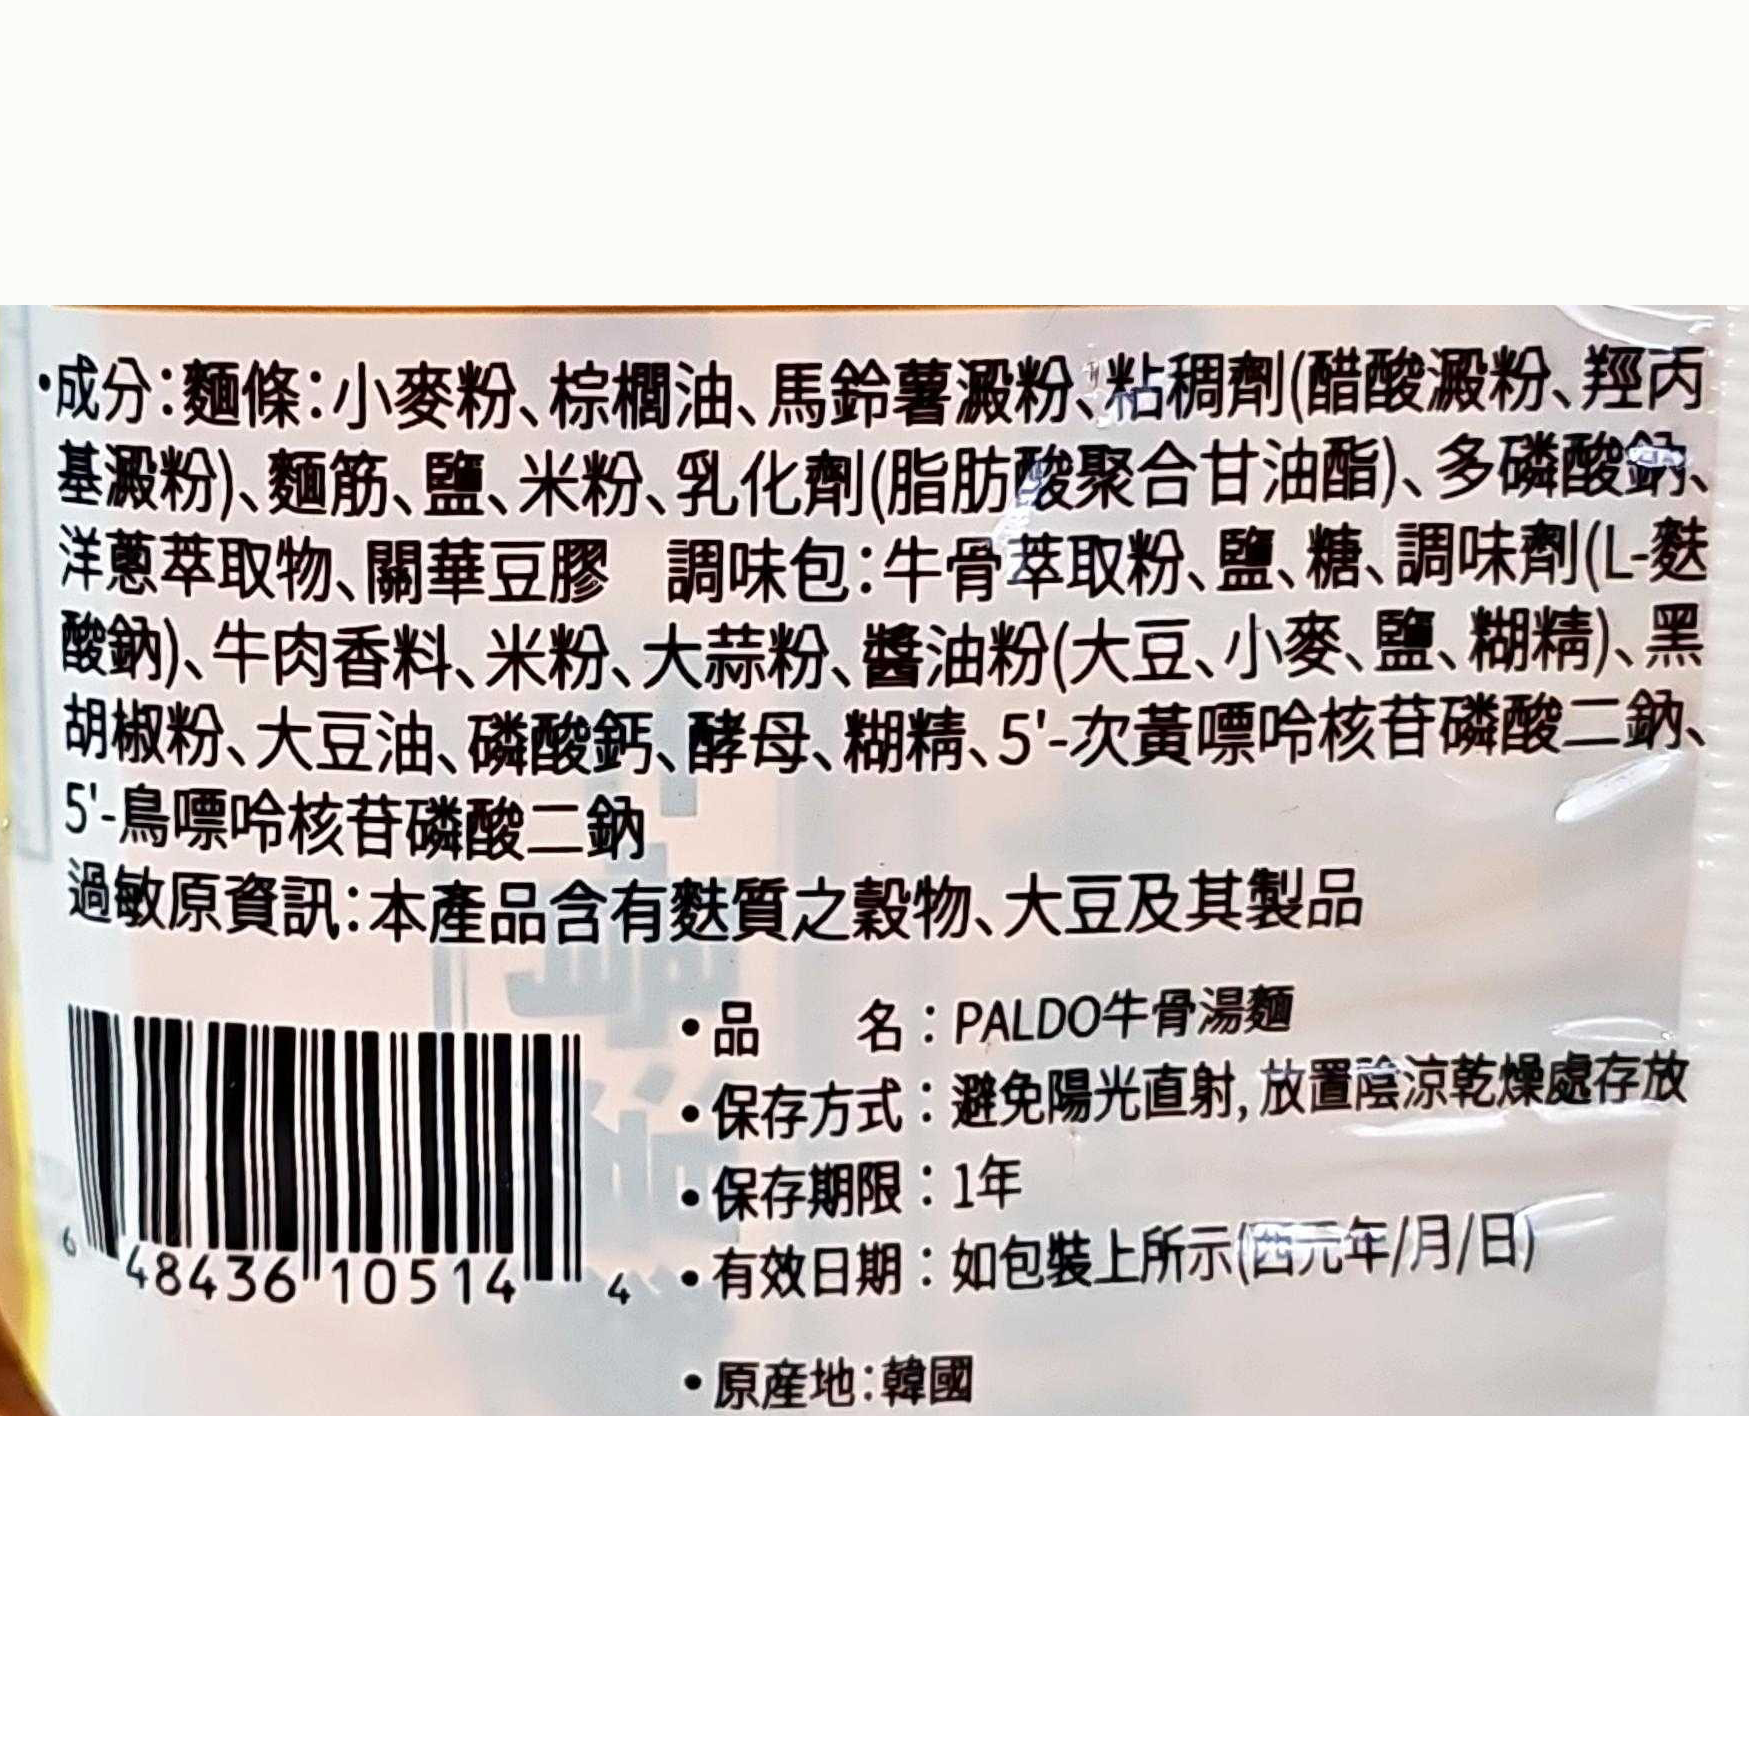 •成分:麵條:小麥粉、棕櫚油、馬鈴薯澱粉、粘稠劑(醋酸澱粉、羥丙
基澱粉)、麵筋、鹽、米粉、乳化劑(脂肪酸聚合甘油酯)、多磷酸鈉、
洋蔥萃取物、關華豆膠 調味包:牛骨萃取粉、鹽、糖、調味劑(L-麩
酸鈉)、牛肉香料、米粉、大蒜粉、醬油粉(大豆、小麥、鹽、糊精)、黑
胡椒粉、大豆油、磷酸鈣、酵母、糊精、5'-次黃嘌呤核苷磷酸二鈉、
5'-鳥嘌呤核苷磷酸二鈉
過敏原資訊:本產品含有麩質之穀物、大豆及其製品
•品 名:PALDO牛骨湯麵
•保存方式:避免陽光直射,放置陰涼乾燥處存放
•保存期限:1年
•有效日期:如包裝上所示(西元年/月/日)
•原產地:韓國
6 48436 10514 4